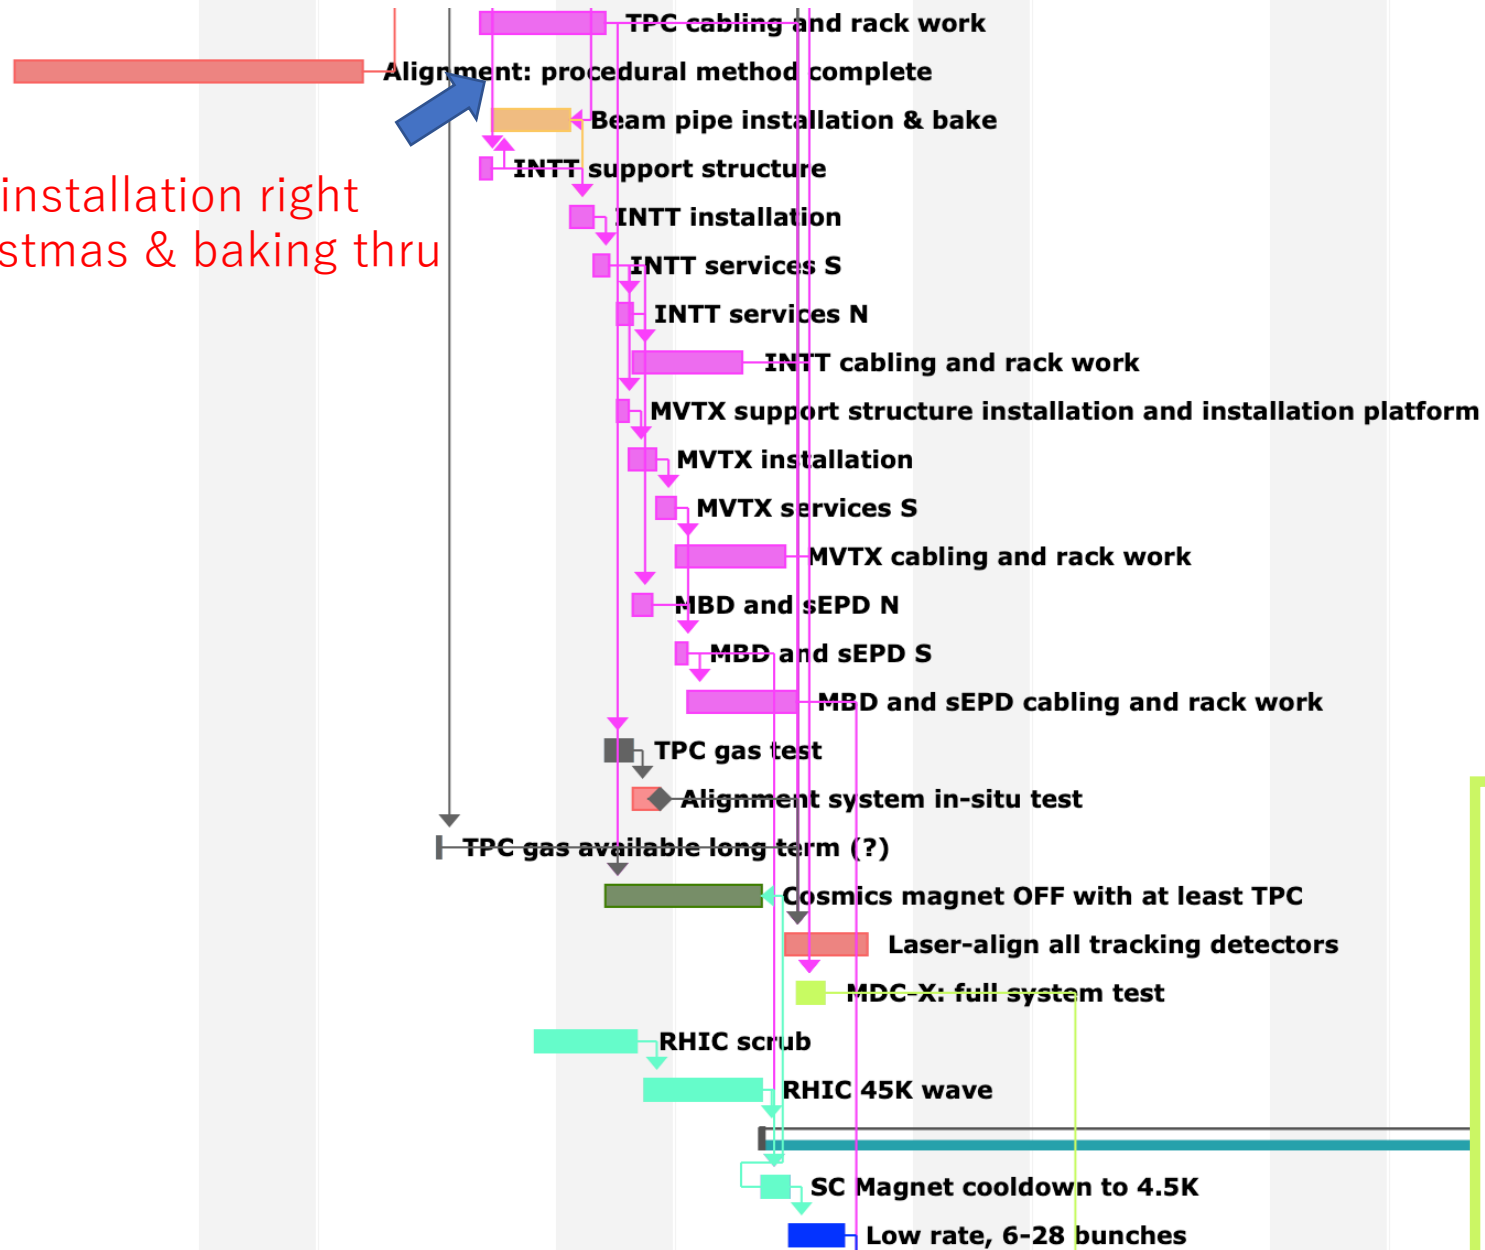 TPC cabling and rack work
Alignment: procedural method complete
Beam pipe installation & bake
INTT support structure
installation right
INTT installation
stmas & baking thru
INTT services S
INTT services N
INTT cabling and rack work
MVTX support structure installation and installation platform
MVTX installation
MVTX services S
MVTX cabling and rack work
MBD and sEPD N
MBD and sEPD S
MBD and sEPD cabling and rack work
TPC gas test
Alignment system in-situ test
TPC gas available long term (?)
Cosmics magnet OFF with at least TPC
Laser-align all tracking detectors
MDC-X: full system test
RHIC scrub
RHIC 45K wave
SC Magnet cooldown to 4.5K
Low rate, 6-28 bunches